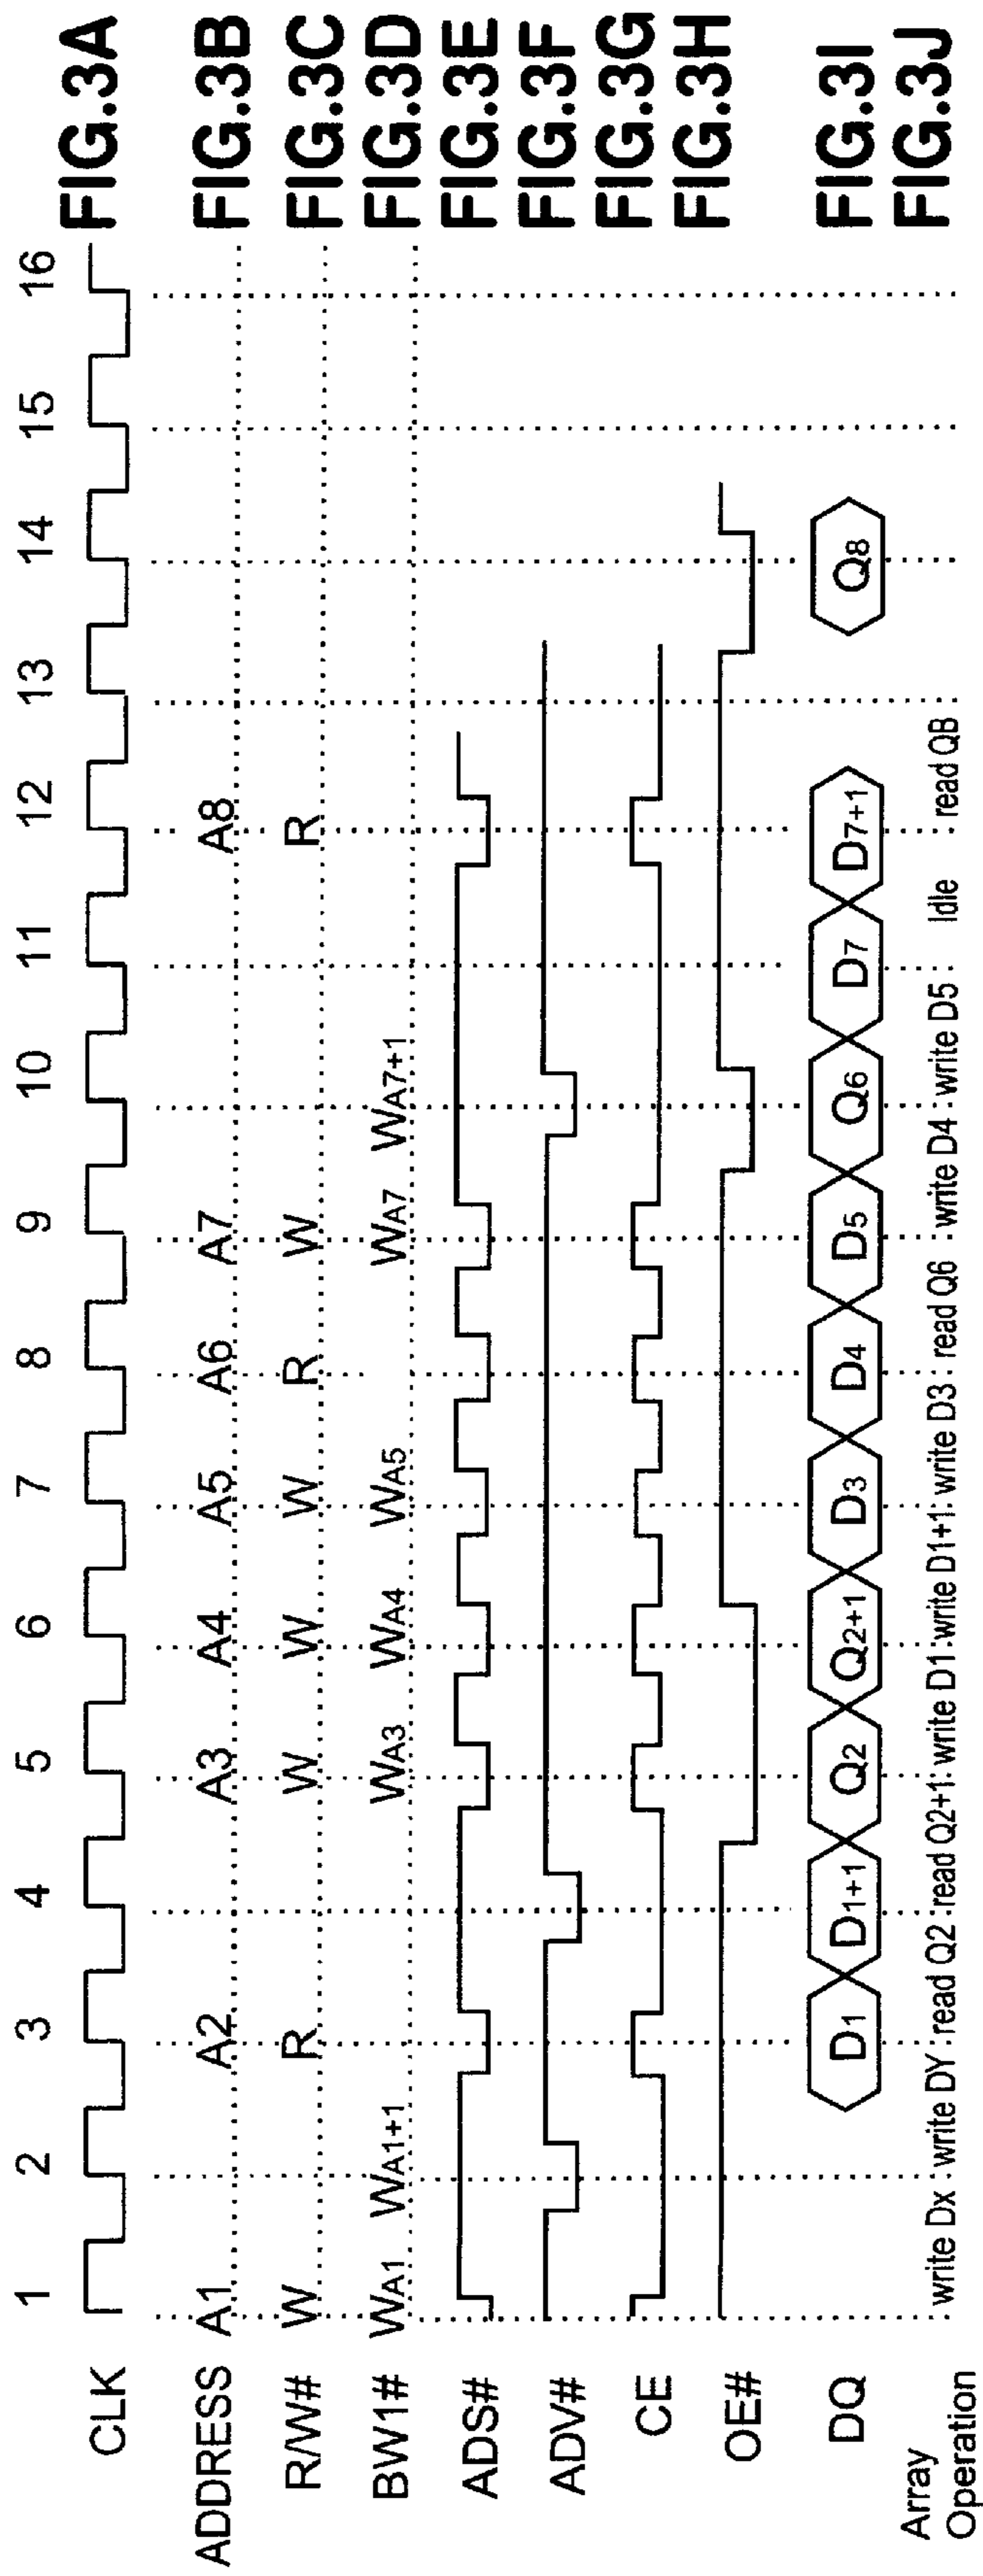 1 2 3 4 5 6 7 8 9 10 11 12 13 14 15 16
CLK FIG.3A
ADDRESS A1 A2 A3 A4 A5 A6 A7 A8 FIG.3B
R/W# W R W W W R W R FIG.3C
BW1# WA1 WA1+1 WA3 WA4 WA5 WA7 WA7+1 FIG.3D
ADS# FIG.3E
ADV# FIG.3F
CE FIG.3G
OE# FIG.3H
DQ D1 D1+1 Q2 Q2+1 D3 D4 D5 Q6 D7 D7+1 Q8 FIG.3I
Array
Operation write Dx write DY read Q2 read Q2+1 write D1 write D1+1 write D3 read Q6 write D4 write D5 Idle read QB FIG.3J